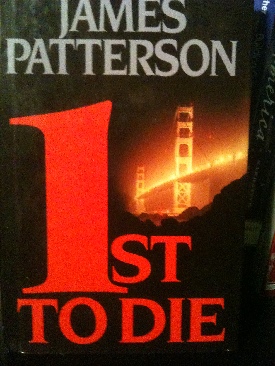 JAMES
PATTERSON
1ST
TO DIE